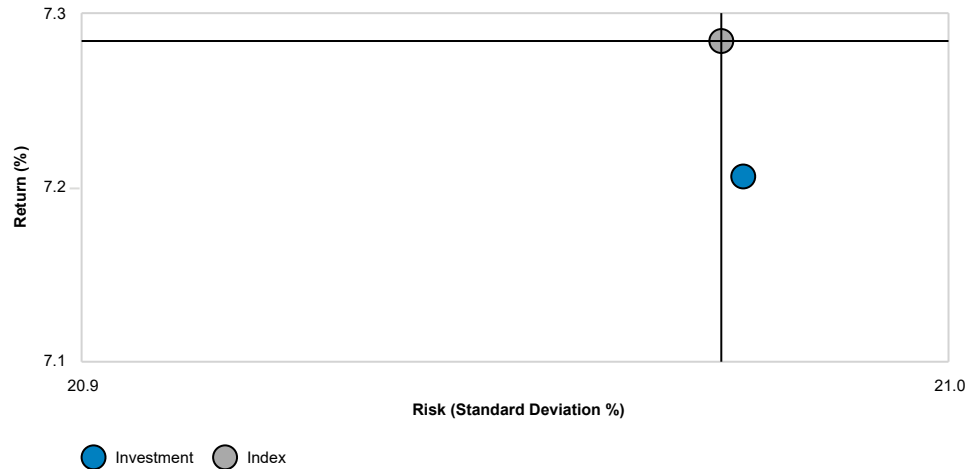 7.3
Return (%)
7.2
7.1
20.9
21.0
Risk (Standard Deviation %)
Investment
Index